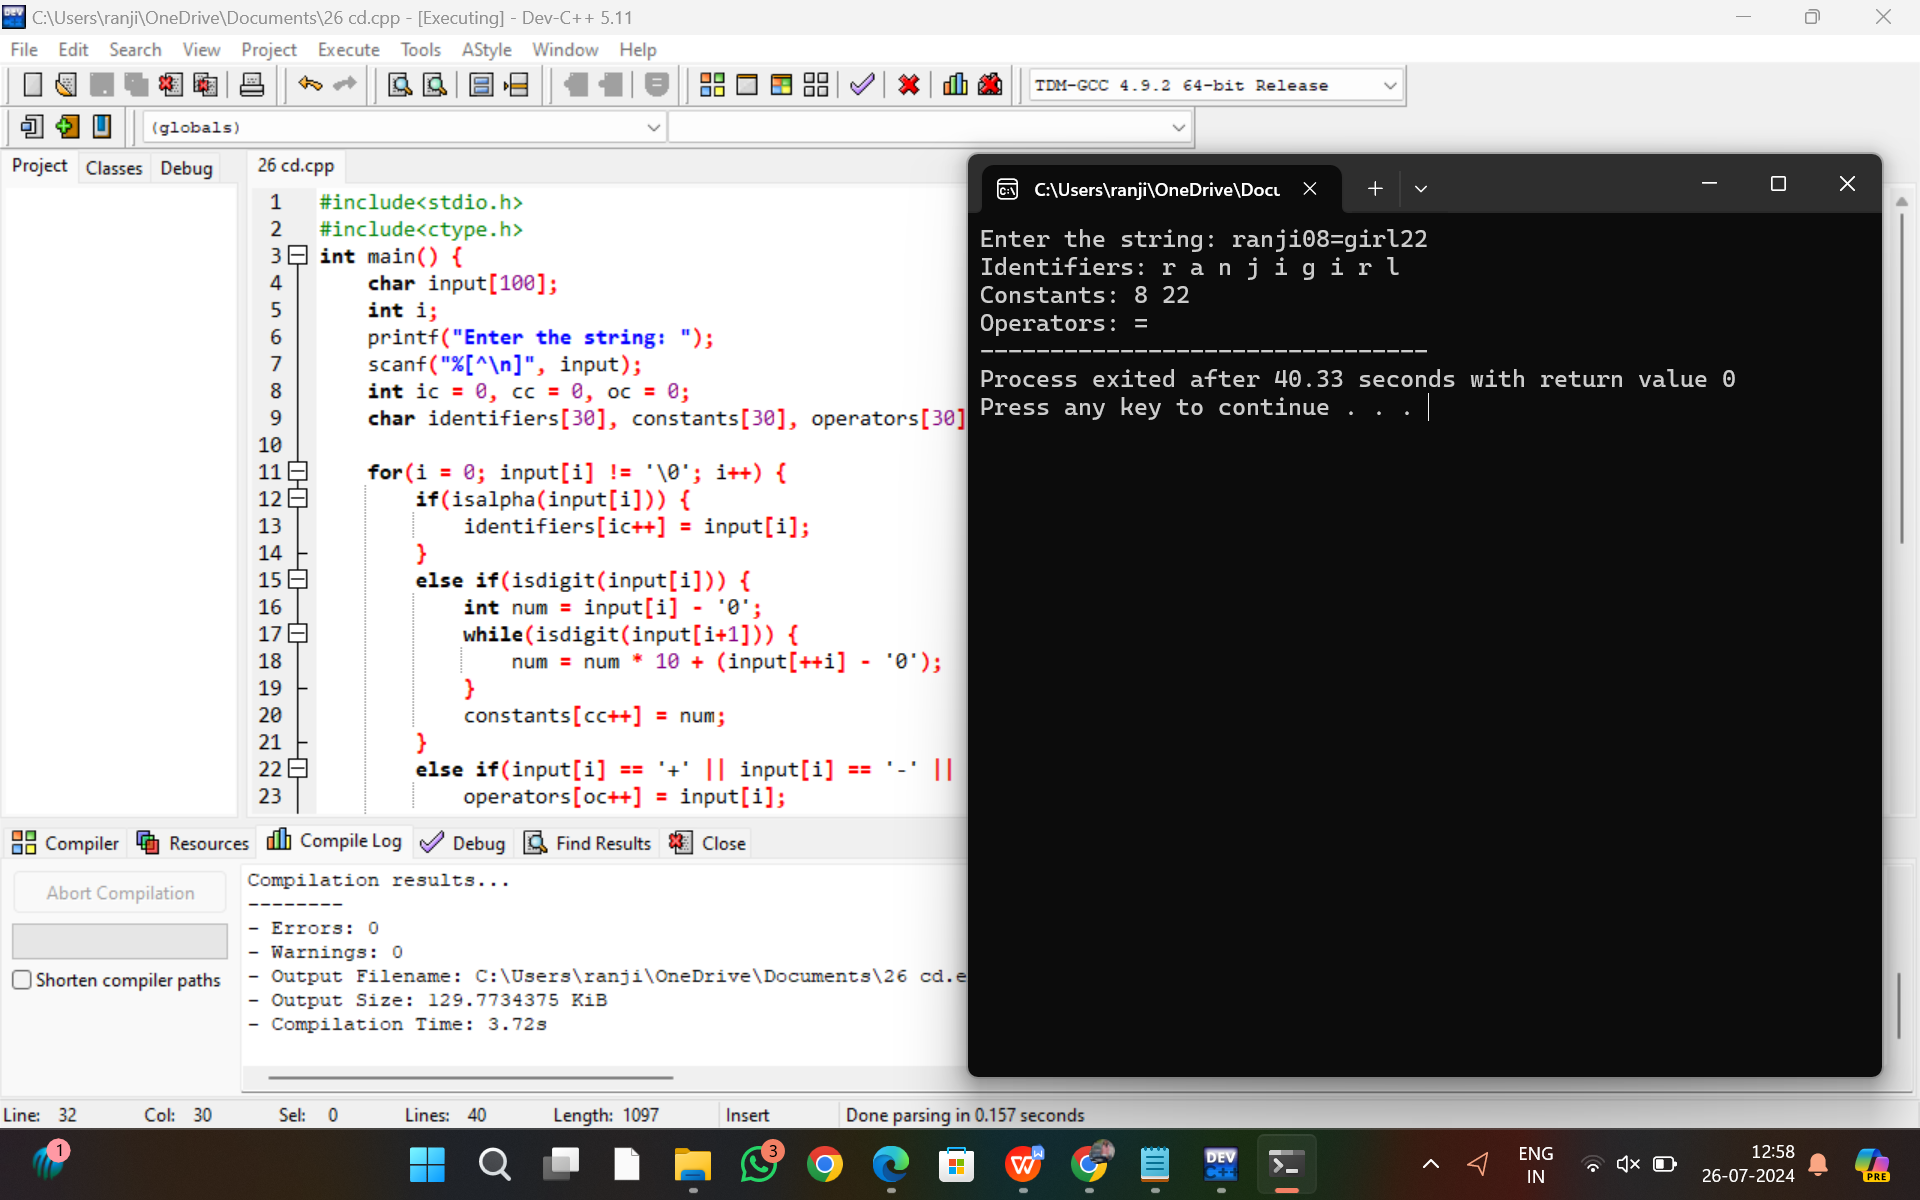 C:\Users\ranji\OneDrive\Documents\26 cd.cpp - [Executing] - Dev-C++ 5.11
File Edit Search View Project Execute Tools AStyle Window Help
TDM-GCC 4.9.2 64-bit Release
(globals)
Project Classes Debug
26 cd.cpp
1 #include<stdio.h>
2 #include<ctype.h>
3 int main() {
4 char input[100];
5 int i;
6 printf("Enter the string: ");
7 scanf("%[^\n]", input);
8 int ic = 0, cc = 0, oc = 0;
9 char identifiers[30], constants[30], operators[30]
10
11 for(i = 0; input[i] != '\0'; i++) {
12 if(isalpha(input[i])) {
13 identifiers[ic++] = input[i];
14 }
15 else if(isdigit(input[i])) {
16 int num = input[i] - '0';
17 while(isdigit(input[i+1])) {
18 num = num * 10 + (input[++i] - '0');
19 }
20 constants[cc++] = num;
21 }
22 else if(input[i] == '+' || input[i] == '-' ||
23 operators[oc++] = input[i];
C:\Users\ranji\OneDrive\Docu
Enter the string: ranji08=girl22
Identifiers: r a n j i g i r l
Constants: 8 22
Operators: =
--------------------------------
Process exited after 40.33 seconds with return value 0
Press any key to continue . . .
Compiler Resources Compile Log Debug Find Results Close
Abort Compilation
Shorten compiler paths
Compilation results...
--------
- Errors: 0
- Warnings: 0
- Output Filename: C:\Users\ranji\OneDrive\Documents\26 cd.e
- Output Size: 129.7734375 KiB
- Compilation Time: 3.72s
Line: 32 Col: 30 Sel: 0 Lines: 40 Length: 1097 Insert Done parsing in 0.157 seconds
1
3
W
DEV C++
ENG
IN
12:58
26-07-2024
PRE